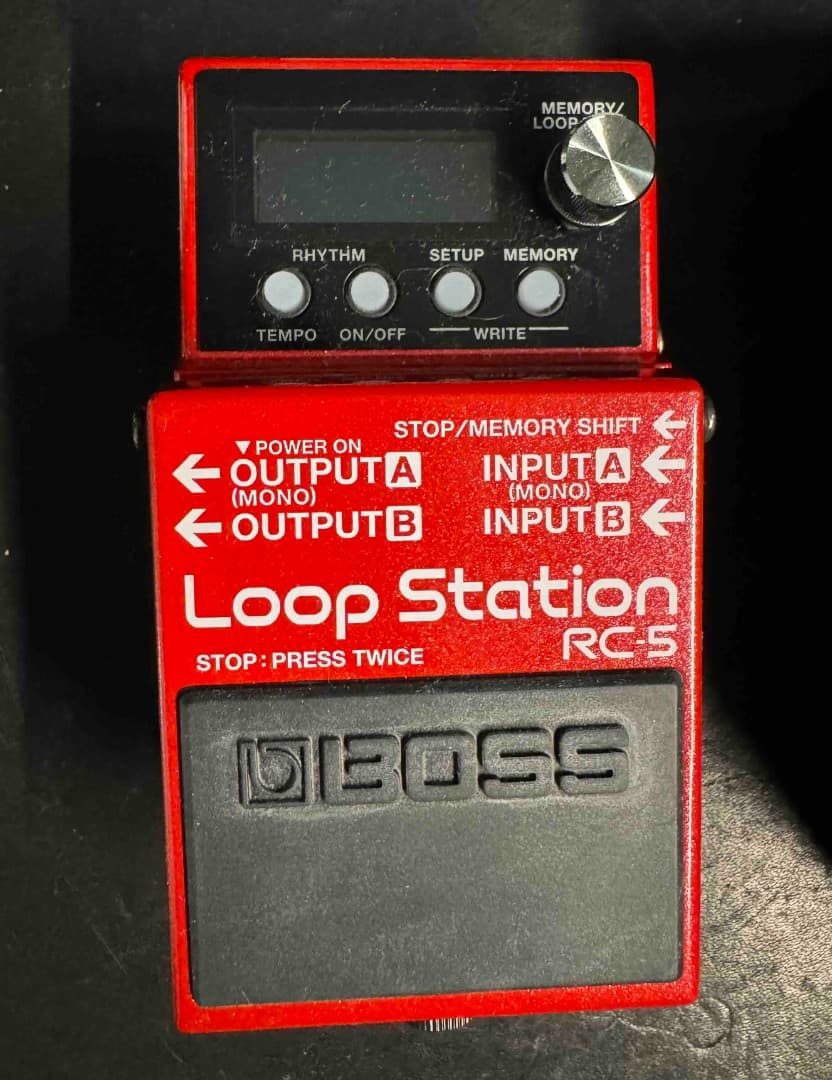 MEMORY/
LOOP
RHYTHM SETUP MEMORY
TEMPO ON/OFF WRITE
STOP/MEMORY SHIFT
▼POWER ON
OUTPUT A INPUT A
(MONO) (MONO)
OUTPUT B INPUT B
Loop Station
RC-5
STOP : PRESS TWICE
BOSS